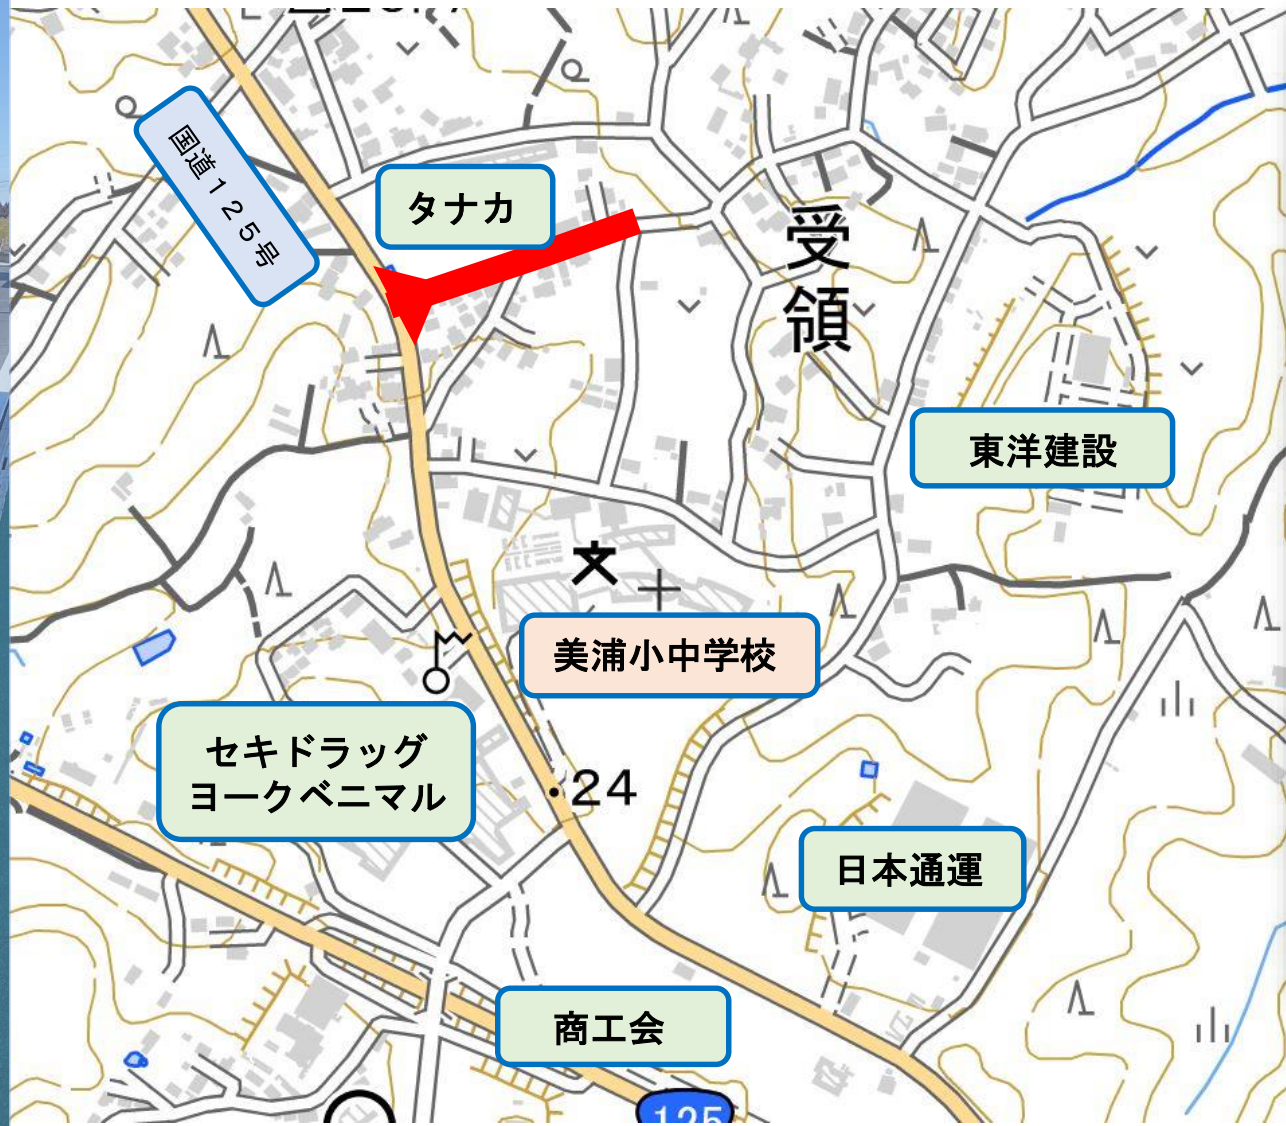 国道１２５号
タナカ
受領
東洋建設
美浦小中学校
セキドラッグ
ヨークベニマル
24
日本通運
商工会
125